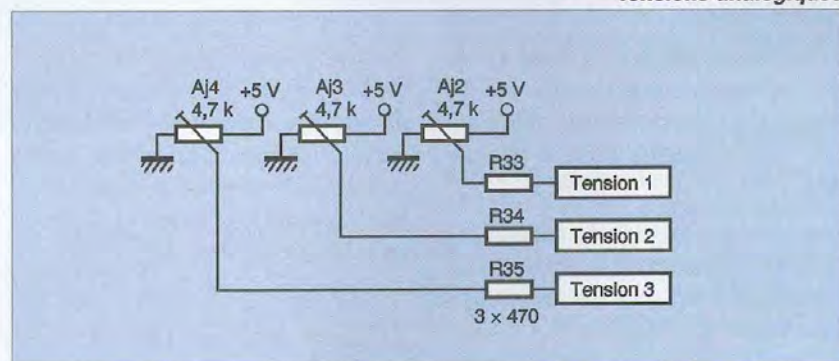 Aj4
4,7 k
+5 V
Aj3
4,7 k
+5 V
Aj2
4,7 k
+5 V
R33
Tension 1
R34
Tension 2
R35
Tension 3
3 × 470